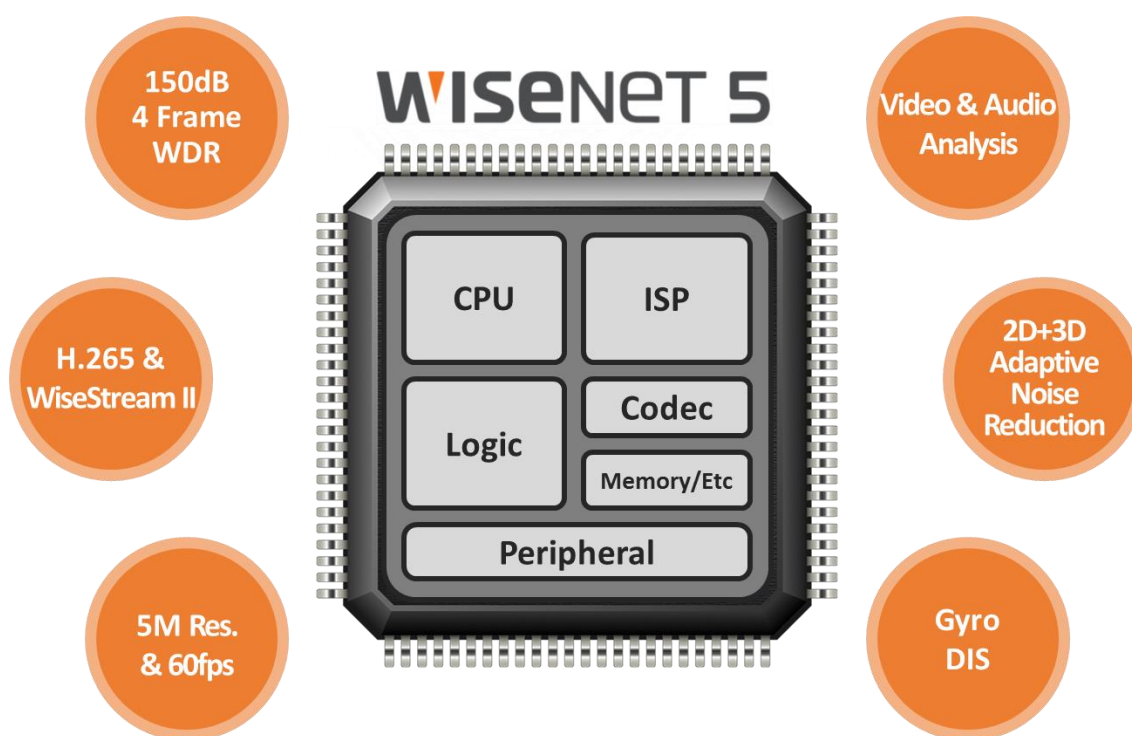 WISENET 5
150dB
4 Frame
WDR
Video & Audio
Analysis
CPU
ISP
H.265 &
WiseStream II
2D+3D
Adaptive
Noise
Reduction
Logic
Codec
Memory/Etc
Peripheral
5M Res.
& 60fps
Gyro
DIS